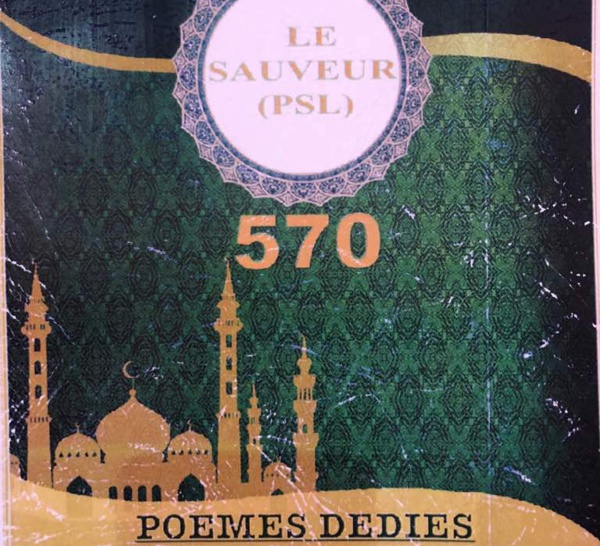 LE
SAUVEUR
(PSL)
570
POEMES DEDIES